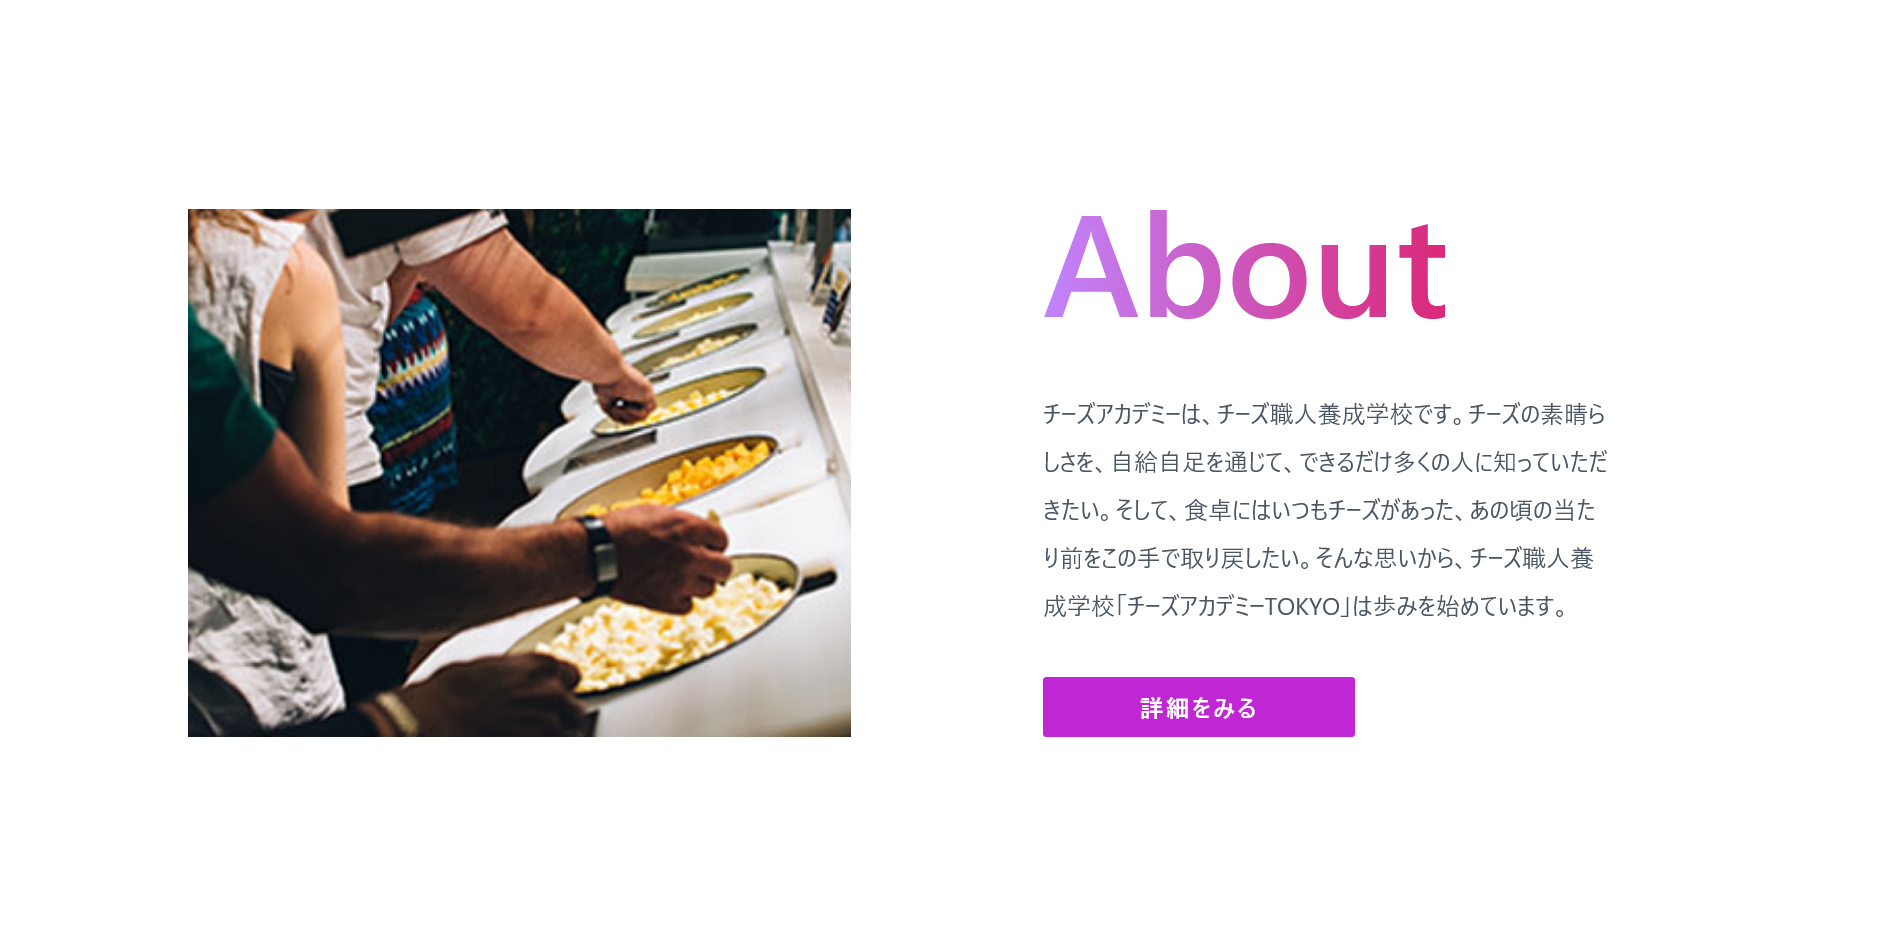 About
チーズアカデミーは、チーズ職人養成学校です。チーズの素晴ら
しさを、自給自足を通じて、できるだけ多くの人に知っていただ
きたい。そして、食卓にはいつもチーズがあった、あの頃の当た
り前をこの手で取り戻したい。そんな思いから、チーズ職人養
成学校「チーズアカデミーTOKYO」は歩みを始めています。
詳細をみる